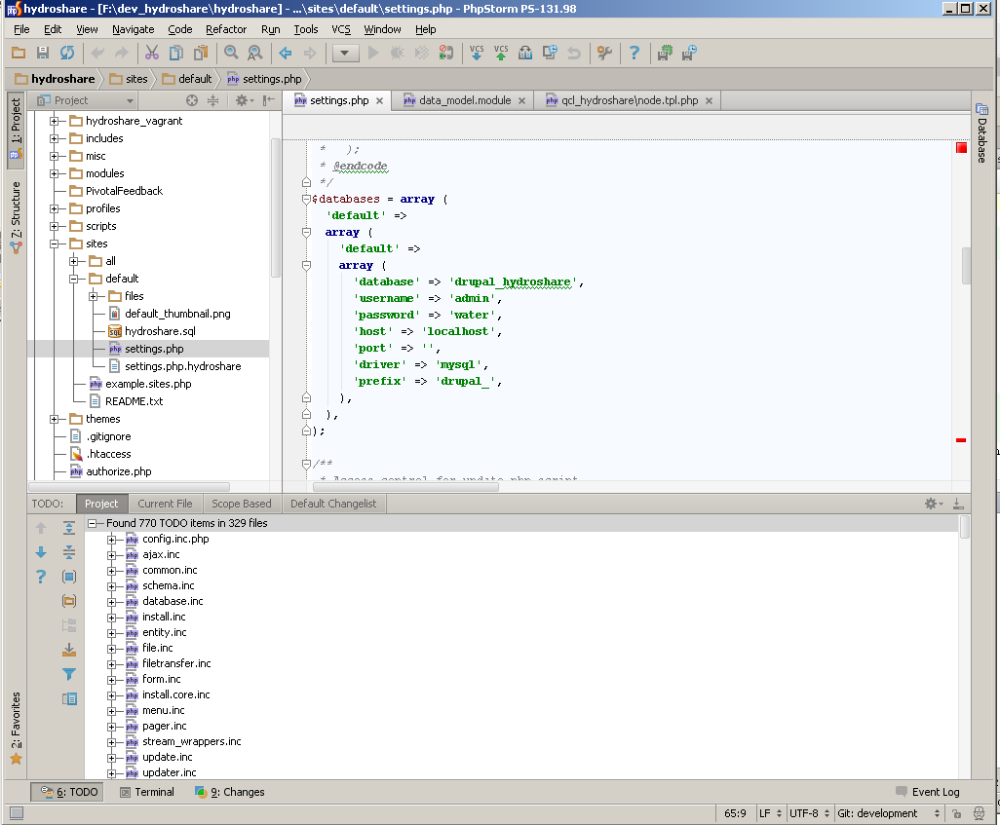 hydroshare - [F:\dev_hydroshare\hydroshare] - ...\sites\default\settings.php - PhpStorm PS-131.98
File Edit View Navigate Code Refactor Run Tools VCS Window Help
VCS VCS
hydroshare sites default settings.php
1: Project
Z: Structure
2: Favorites
Project
hydroshare_vagrant
includes
misc
modules
PivotalFeedback
profiles
scripts
sites
all
default
files
default_thumbnail.png
hydroshare.sql
settings.php
settings.php.hydroshare
example.sites.php
README.txt
themes
.gitignore
.htaccess
authorize.php
settings.php data_model.module qcl_hydroshare\node.tpl.php
*   );
* @endcode
*/
$databases = array (
'default' =>
array (
'default' =>
array (
'database' => 'drupal_hydroshare',
'username' => 'admin',
'password' => 'water',
'host' => 'localhost',
'port' => '',
'driver' => 'mysql',
'prefix' => 'drupal_',
),
),
);
/**
* Access control for update.php script
Database
TODO: Project Current File Scope Based Default Changelist
Found 770 TODO items in 329 files
config.inc.php
ajax.inc
common.inc
schema.inc
database.inc
install.inc
entity.inc
file.inc
filetransfer.inc
form.inc
install.core.inc
menu.inc
pager.inc
stream_wrappers.inc
update.inc
updater.inc
6: TODO Terminal 9: Changes Event Log
65:9 LF UTF-8 Git: development